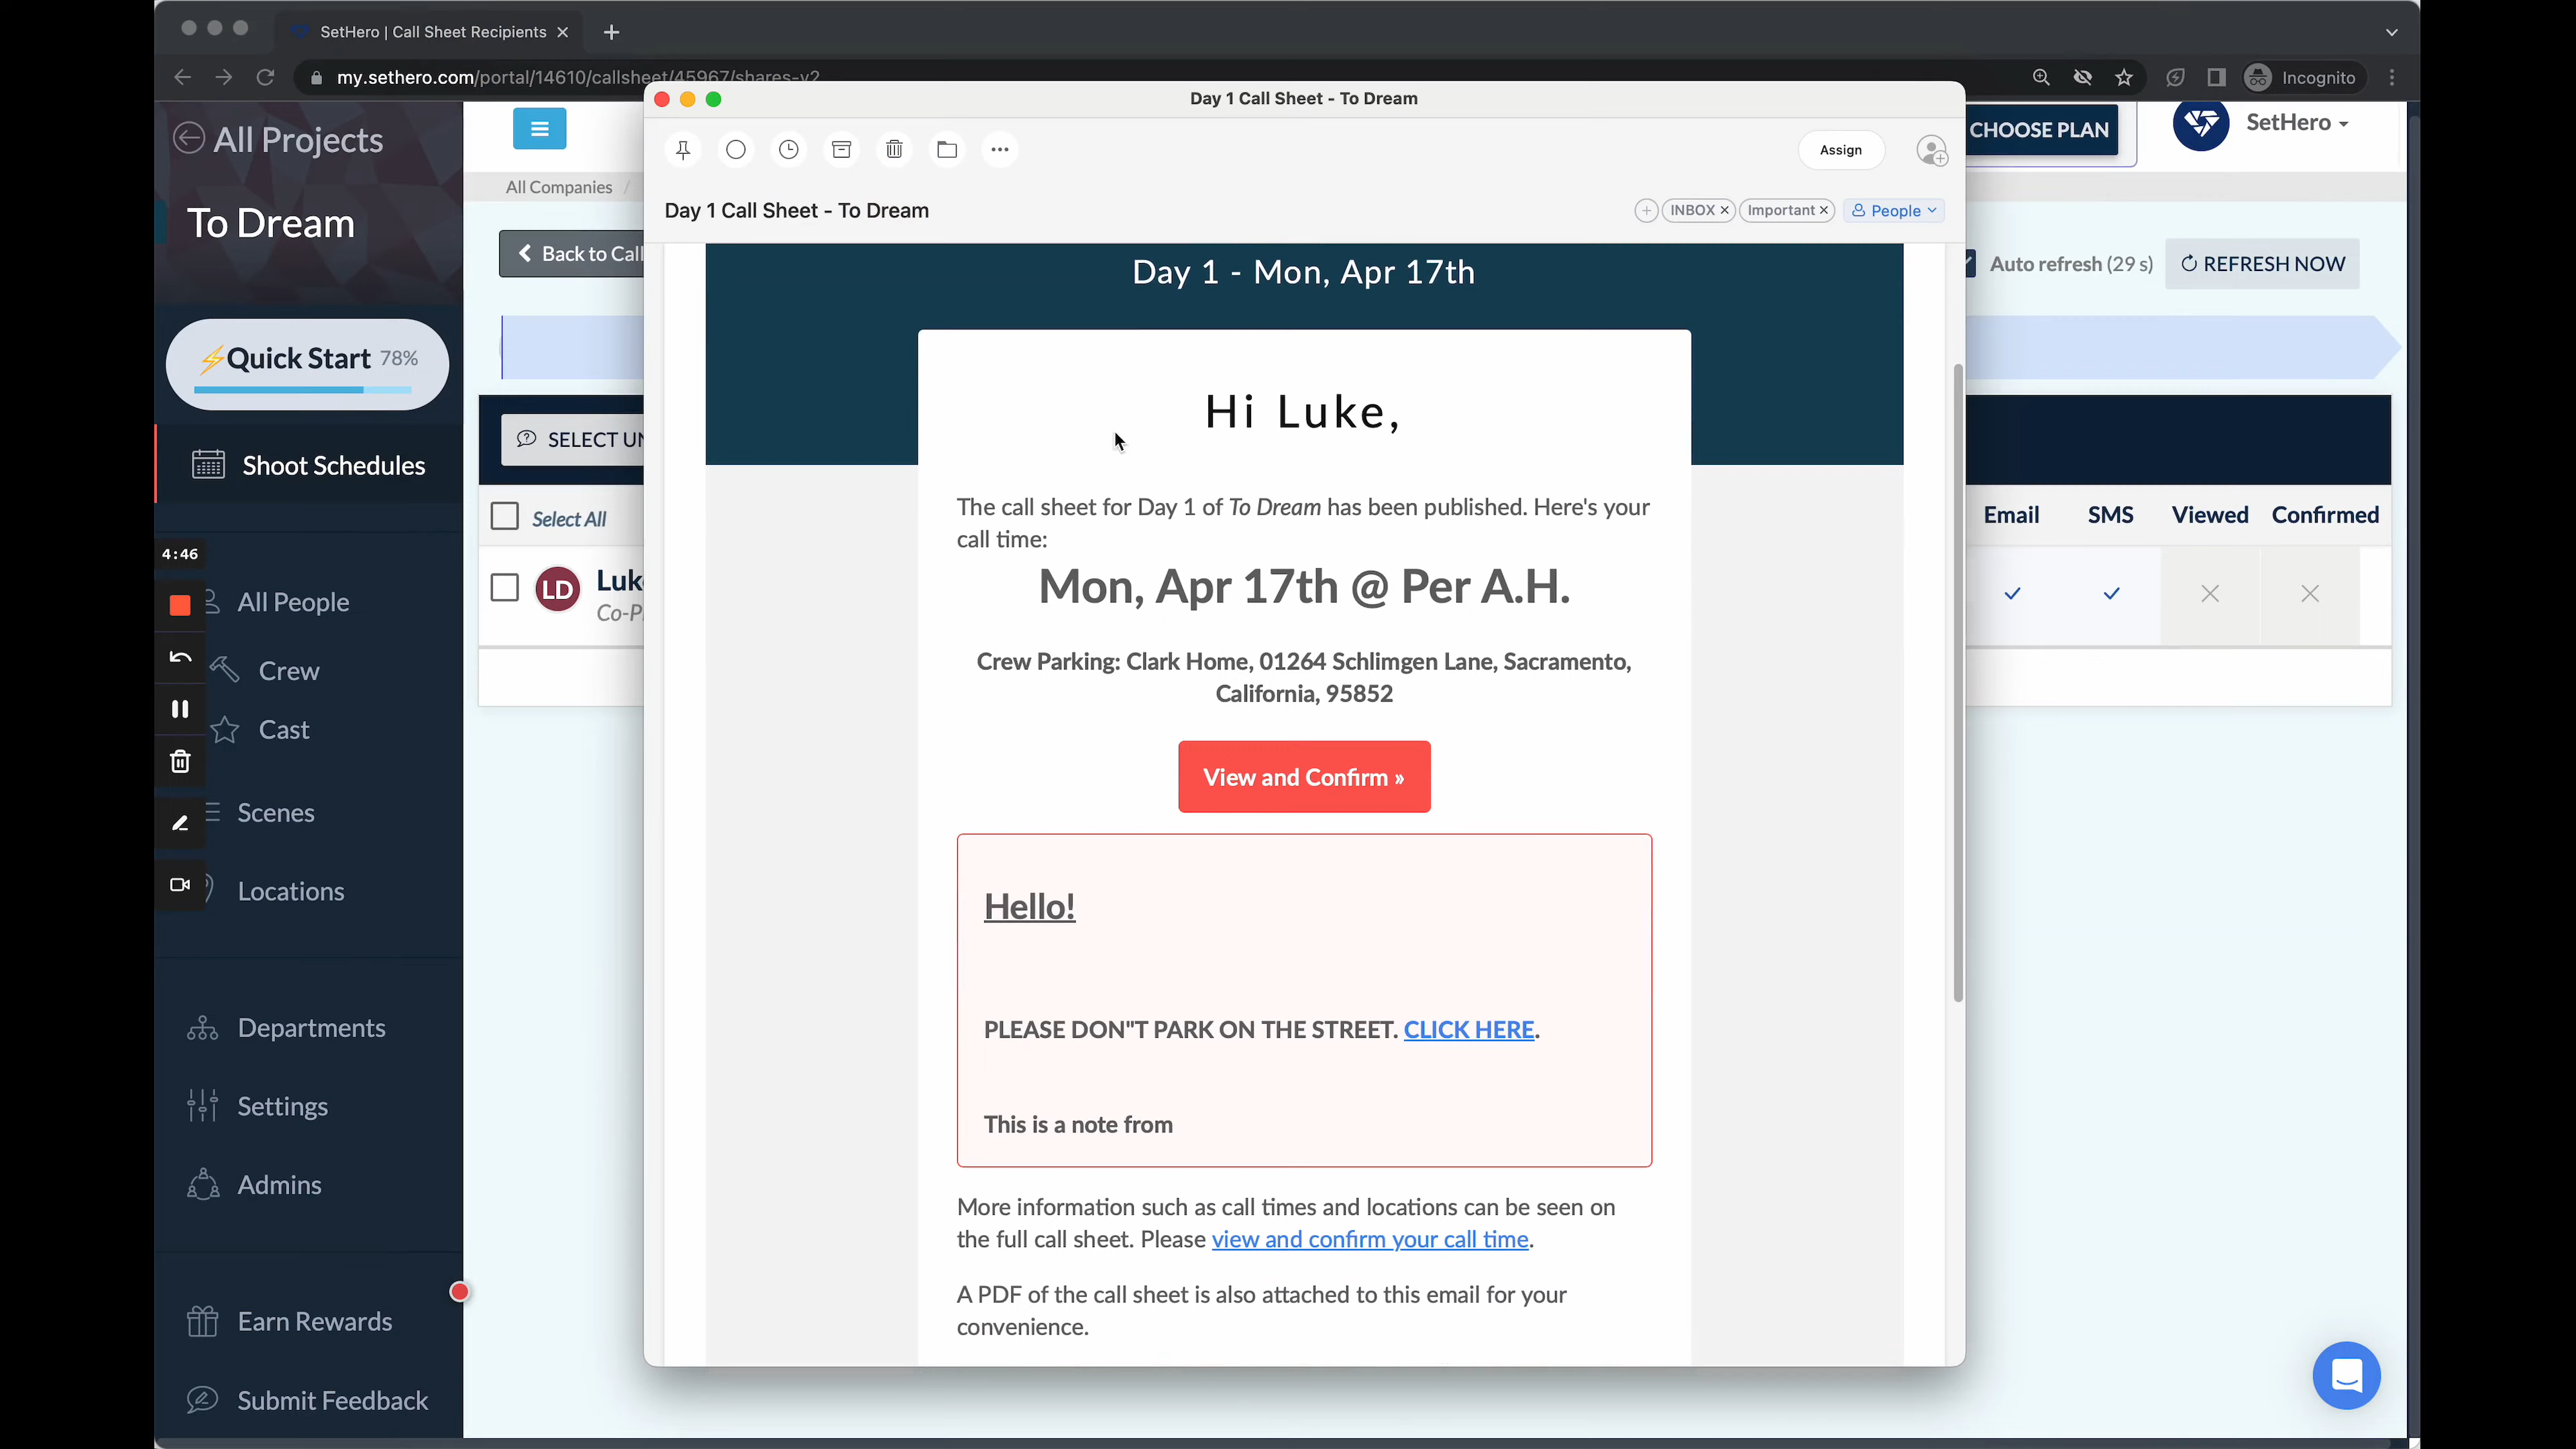 SetHero | Call Sheet Recipients
my.sethero.com/portal/14610/callsheet/45967/shares-v2
Incognito
All Projects
To Dream
Quick Start 78%
Shoot Schedules
4:46
All People
Crew
Cast
Scenes
Locations
Departments
Settings
Admins
Earn Rewards
Submit Feedback
All Companies /
Back to Call
SELECT UN
Select All
LD
Luk
Co-P
CHOOSE PLAN
SetHero
Auto refresh (29 s)
REFRESH NOW
Email SMS Viewed Confirmed
Day 1 Call Sheet - To Dream
Assign
Day 1 Call Sheet - To Dream
INBOX
Important
People
Day 1 - Mon, Apr 17th
Hi Luke,
The call sheet for Day 1 of To Dream has been published. Here's your
call time:
Mon, Apr 17th @ Per A.H.
Crew Parking: Clark Home, 01264 Schlimgen Lane, Sacramento,
California, 95852
View and Confirm »
Hello!
PLEASE DON"T PARK ON THE STREET. CLICK HERE.
This is a note from
More information such as call times and locations can be seen on
the full call sheet. Please view and confirm your call time.
A PDF of the call sheet is also attached to this email for your
convenience.